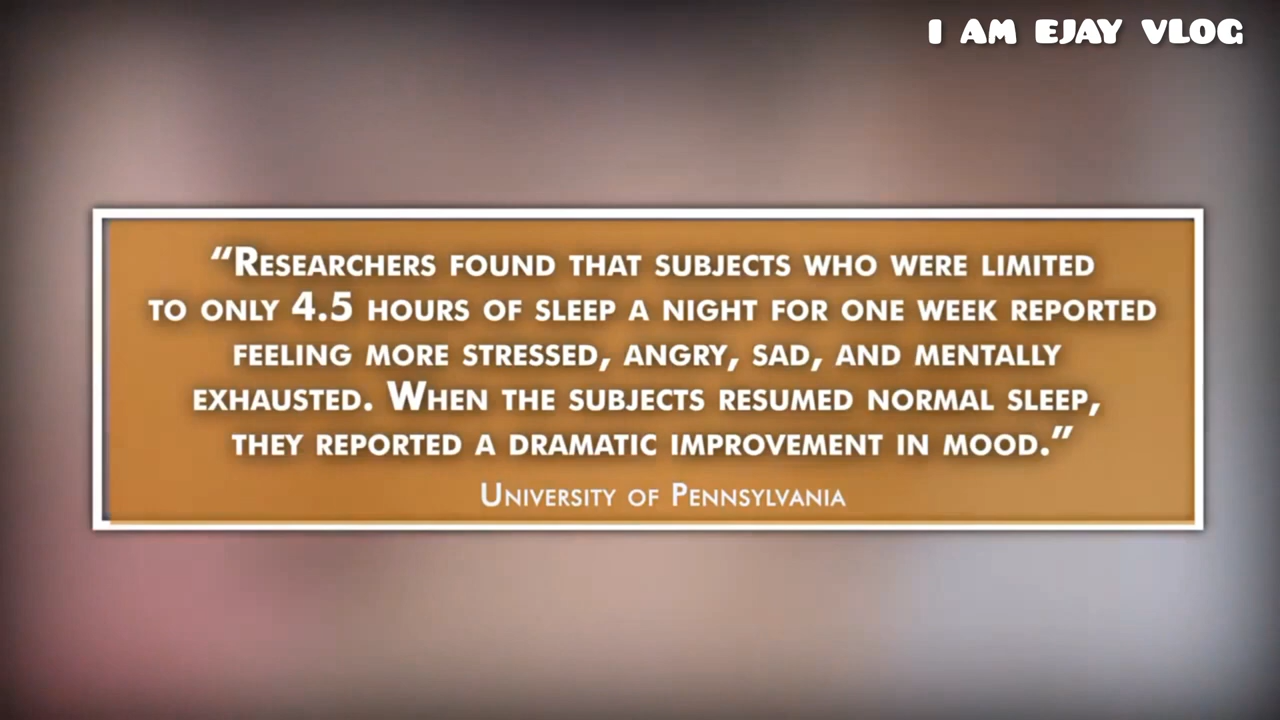 I AM EJAY VLOG
“Researchers found that subjects who were limited
to only 4.5 hours of sleep a night for one week reported
feeling more stressed, angry, sad, and mentally
exhausted. When the subjects resumed normal sleep,
they reported a dramatic improvement in mood.”
University of Pennsylvania